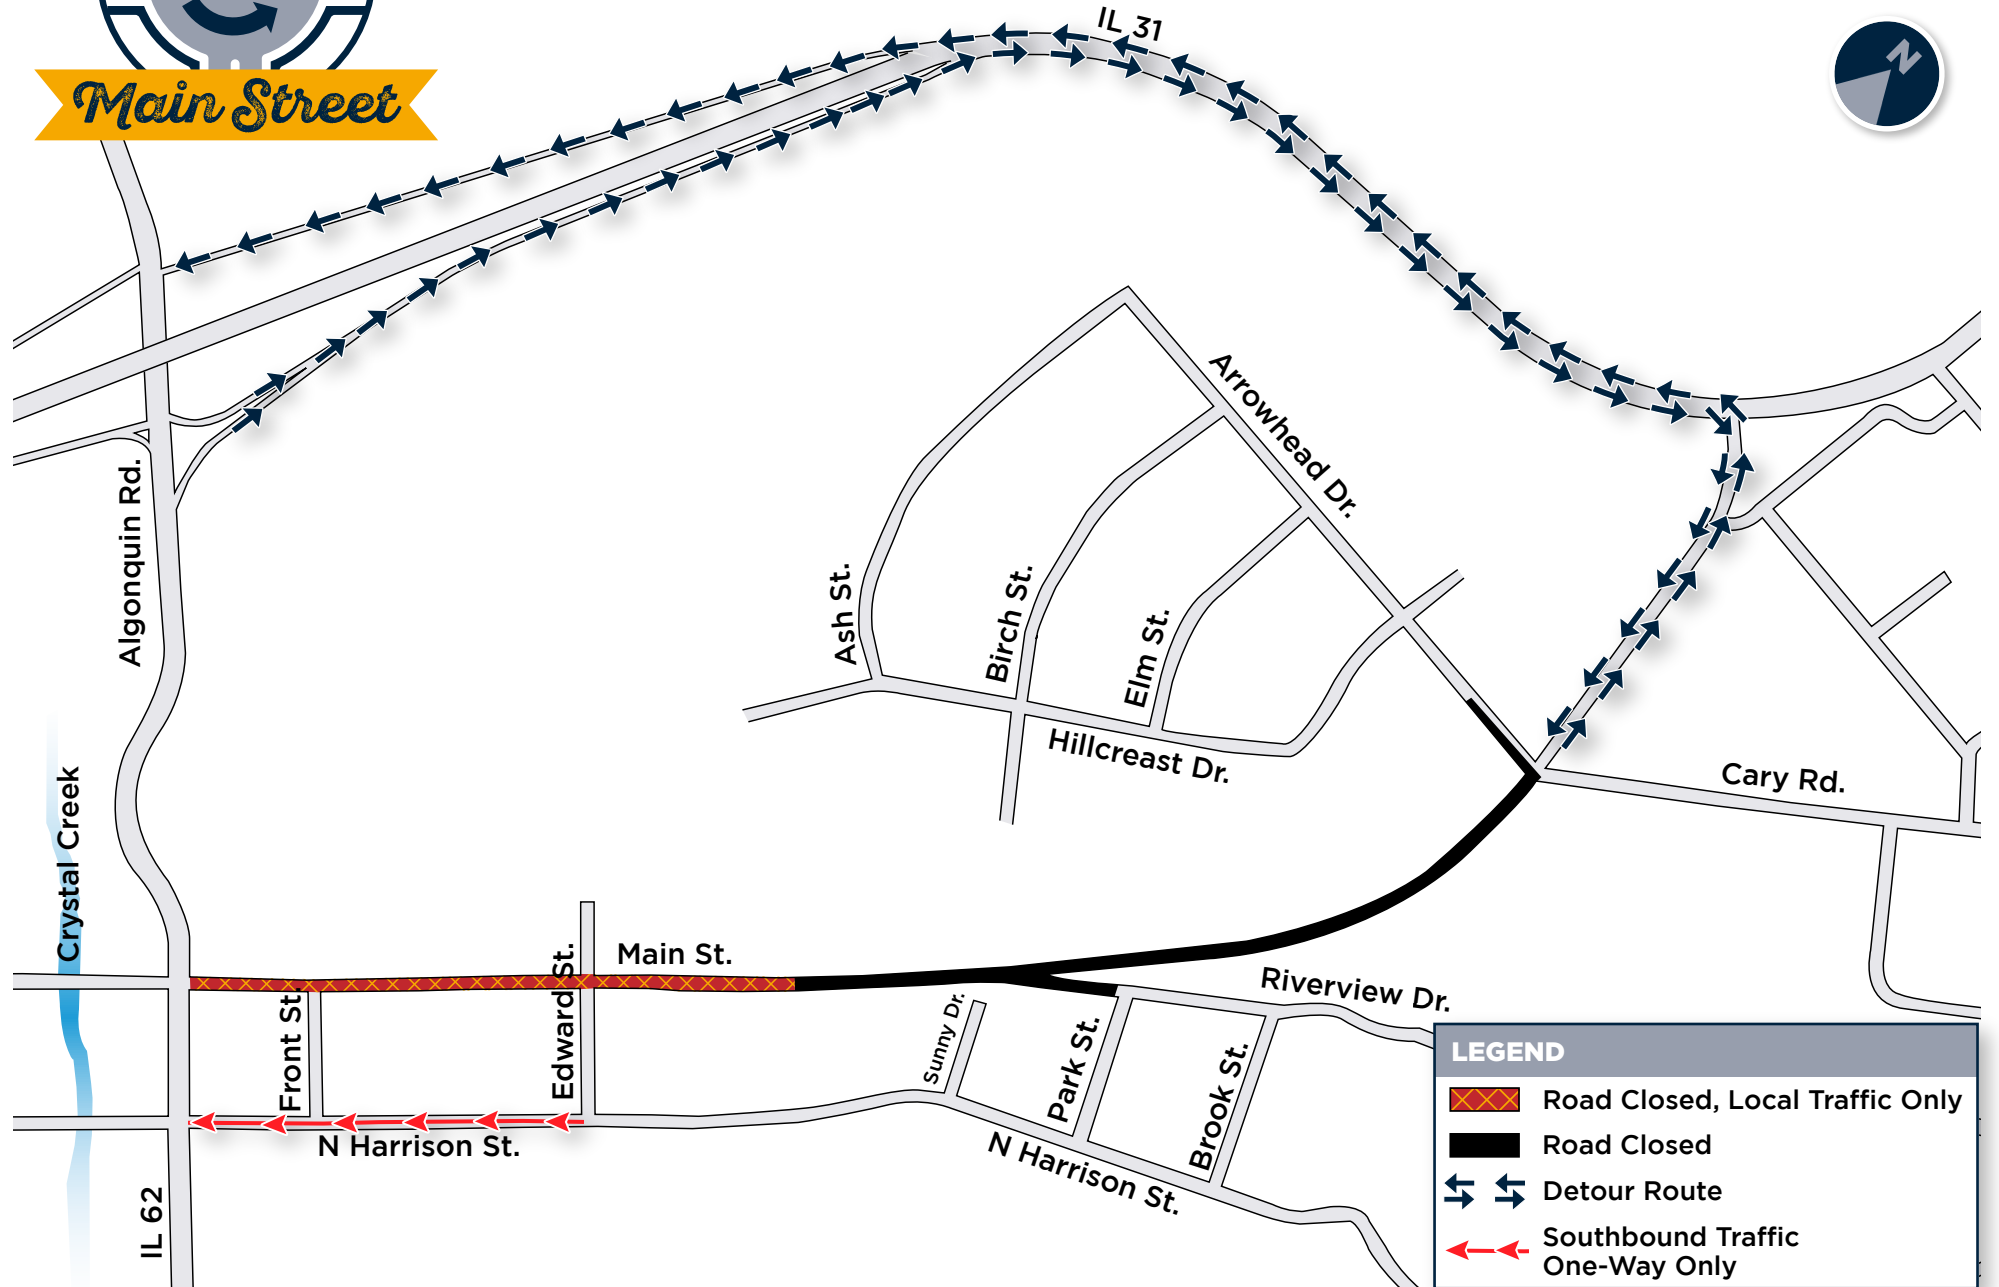 IL 31
N
Main Street
Arrowhead Dr.
Algonquin Rd.
Ash St.
Birch St.
Elm St.
Hillcreast Dr.
Cary Rd.
Crystal Creek
Main St.
Edward St.
Front St.
Riverview Dr.
Sunny Dr.
Park St.
Brook St.
N Harrison St.
N Harrison St.
IL 62
LEGEND
Road Closed, Local Traffic Only
Road Closed
Detour Route
Southbound Traffic
One-Way Only